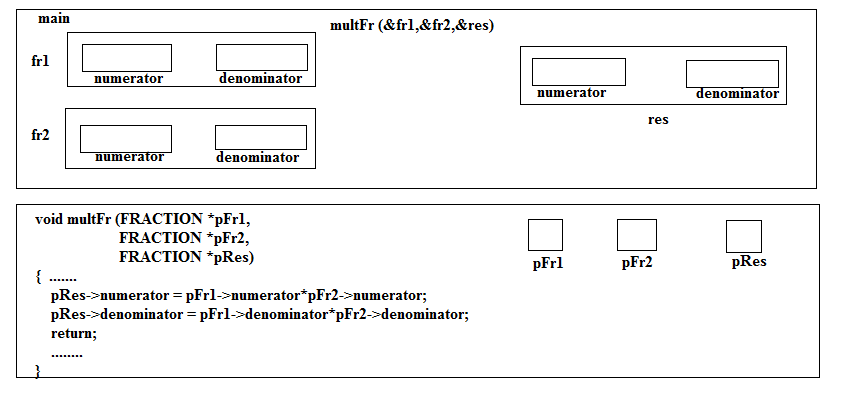 main
multFr (&fr1,&fr2,&res)
fr1
numerator denominator
numerator denominator
res
fr2
numerator denominator
void multFr (FRACTION *pFr1,
FRACTION *pFr2,
FRACTION *pRes)
{ .......
pRes->numerator = pFr1->numerator*pFr2->numerator;
pRes->denominator = pFr1->denominator*pFr2->denominator;
return;
........
}
pFr1 pFr2 pRes